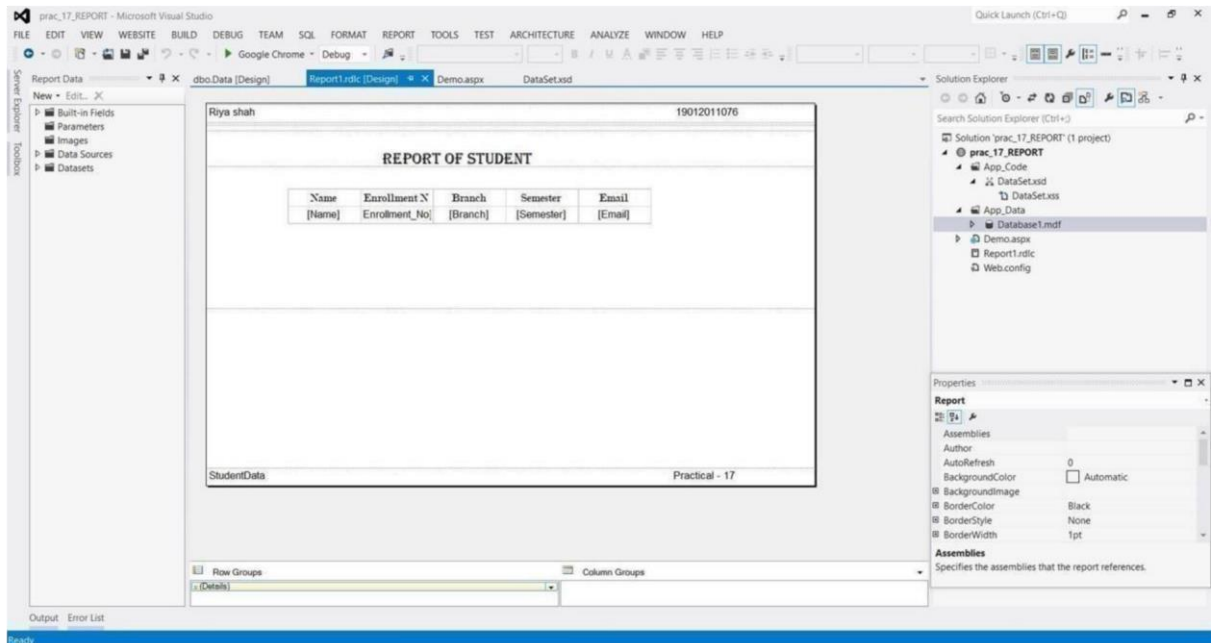 prac_17_REPORT - Microsoft Visual Studio
Quick Launch (Ctrl+Q)
FILE EDIT VIEW WEBSITE BUILD DEBUG TEAM SQL FORMAT REPORT TOOLS TEST ARCHITECTURE ANALYZE WINDOW HELP
Google Chrome Debug
Server Explorer
Toolbox
Report Data
New Edit...
Built-in Fields
Parameters
Images
Data Sources
Datasets
dbo.Data [Design] Report1.rdlc [Design] Demo.aspx DataSet.xsd
Riya shah 19012011076
REPORT OF STUDENT
Name Enrollment N Branch Semester Email
[Name] Enrollment_No] [Branch] [Semester] [Email]
StudentData Practical - 17
Row Groups Column Groups
(Details)
Solution Explorer
Search Solution Explorer (Ctrl+;)
Solution 'prac_17_REPORT' (1 project)
prac_17_REPORT
App_Code
DataSet.xsd
DataSet.xss
App_Data
Database1.mdf
Demo.aspx
Report1.rdlc
Web.config
Properties
Report
Assemblies
Author
AutoRefresh 0
BackgroundColor Automatic
BackgroundImage
BorderColor Black
BorderStyle None
BorderWidth 1pt
Assemblies
Specifies the assemblies that the report references.
Output Error List
Ready